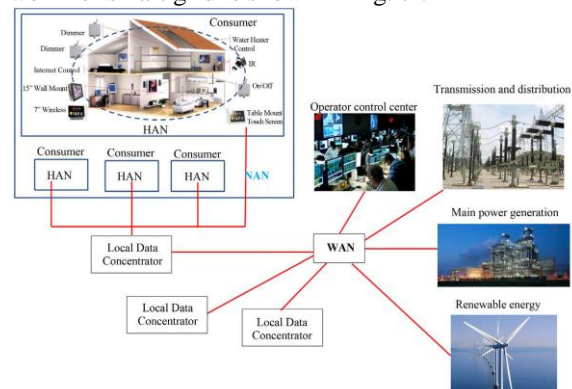 Consumer
Dimmer
Dimmer
Internet Control
15" Wall Mount
7" Wireless
Water Heater
Control
IR
On/Off
Table Mount
Touch Screen
HAN
Consumer
Consumer
Consumer
HAN
HAN
HAN
NAN
Local Data
Concentrator
Local Data
Concentrator
Local Data
Concentrator
WAN
Operator control center
Transmission and distribution
Main power generation
Renewable energy